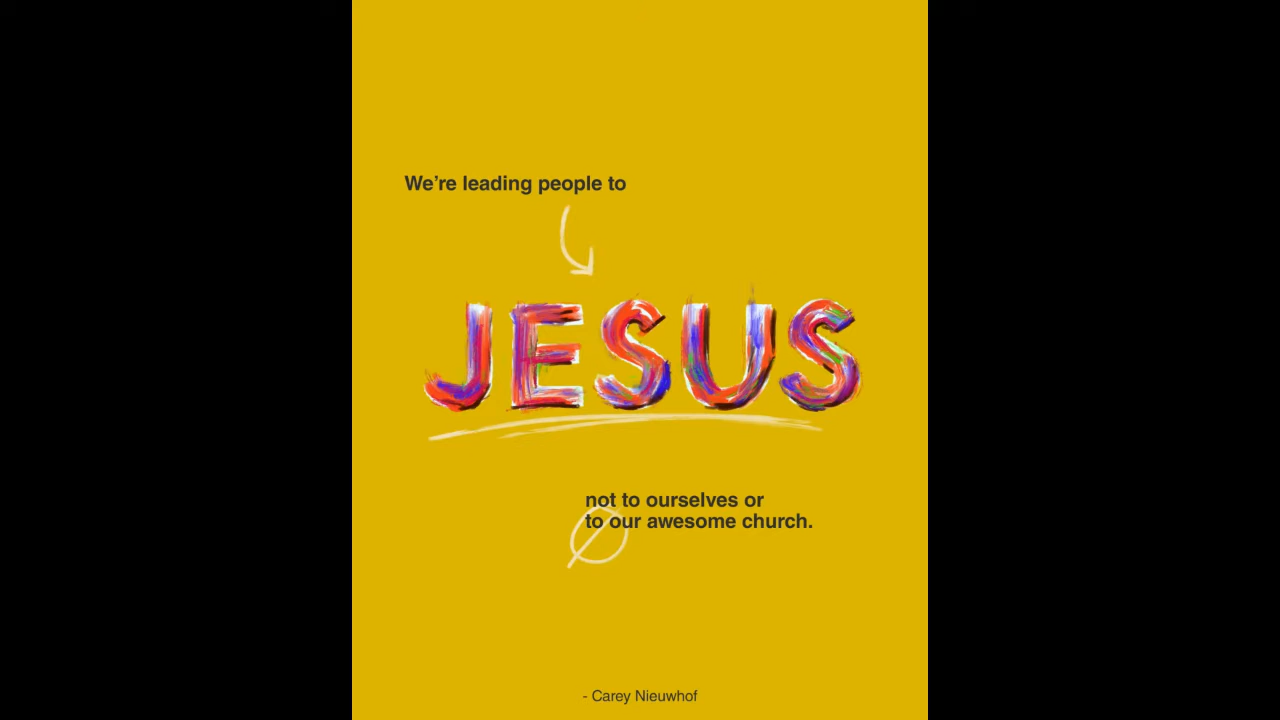 We’re leading people to
JESUS
not to ourselves or
to our awesome church.
- Carey Nieuwhof